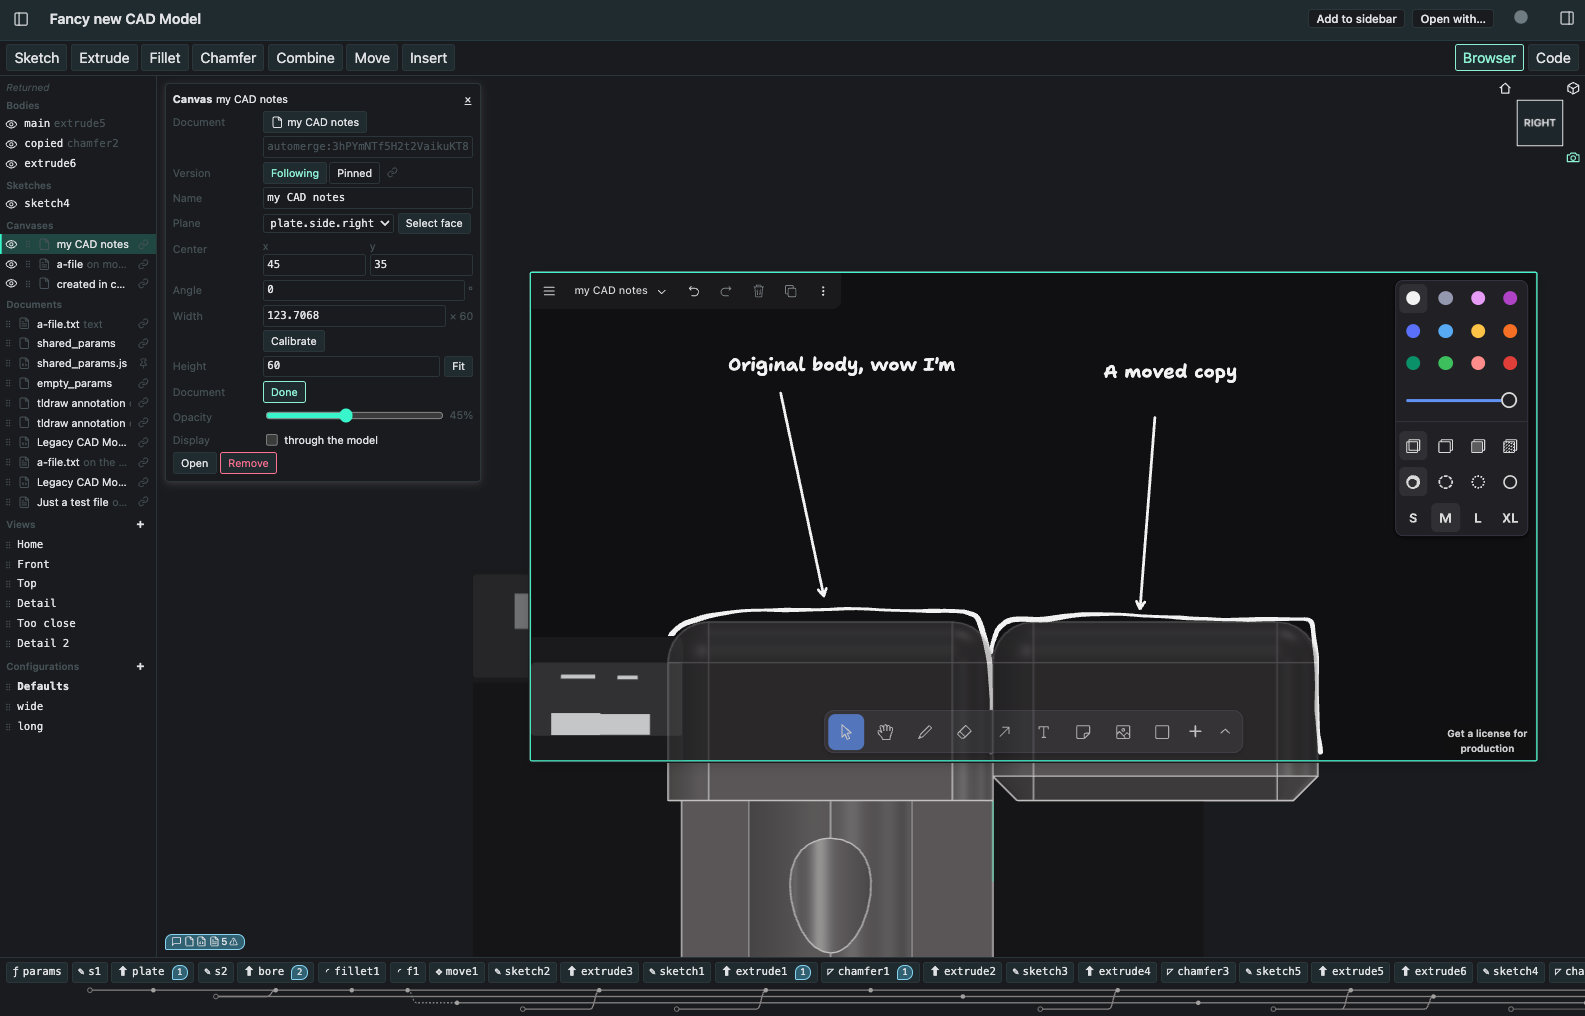 Fancy new CAD Model
Add to sidebar
Open with...
Sketch
Extrude
Fillet
Chamfer
Combine
Move
Insert
Browser
Code
Returned
Bodies
main extrude5
copied chamfer2
extrude6
Sketches
sketch4
Canvases
my CAD notes
a-file on mo...
created in c...
Documents
a-file.txt text
shared_params
shared_params.js
empty_params
tldraw annotation
tldraw annotation
Legacy CAD Mo...
a-file.txt on the ...
Legacy CAD Mo...
Just a test file o...
Views +
Home
Front
Top
Detail
Too close
Detail 2
Configurations +
Defaults
wide
long
Canvas my CAD notes x
Document my CAD notes
automerge:3hPYmNTf5H2t2VaikuKT8
Version Following Pinned
Name my CAD notes
Plane plate.side.right Select face
Center x y
45 35
Angle 0 °
Width 123.7068 × 60
Calibrate
Height 60 Fit
Document Done
Opacity 45%
Display through the model
Open Remove
RIGHT
my CAD notes
Original body, wow I'm
A moved copy
S M L XL
T
Get a license for
production
5
params
s1
plate 1
s2
bore 2
fillet1
f1
move1
sketch2
extrude3
sketch1
extrude1 1
chamfer1 1
extrude2
sketch3
extrude4
chamfer3
sketch5
extrude5
extrude6
sketch4
cha